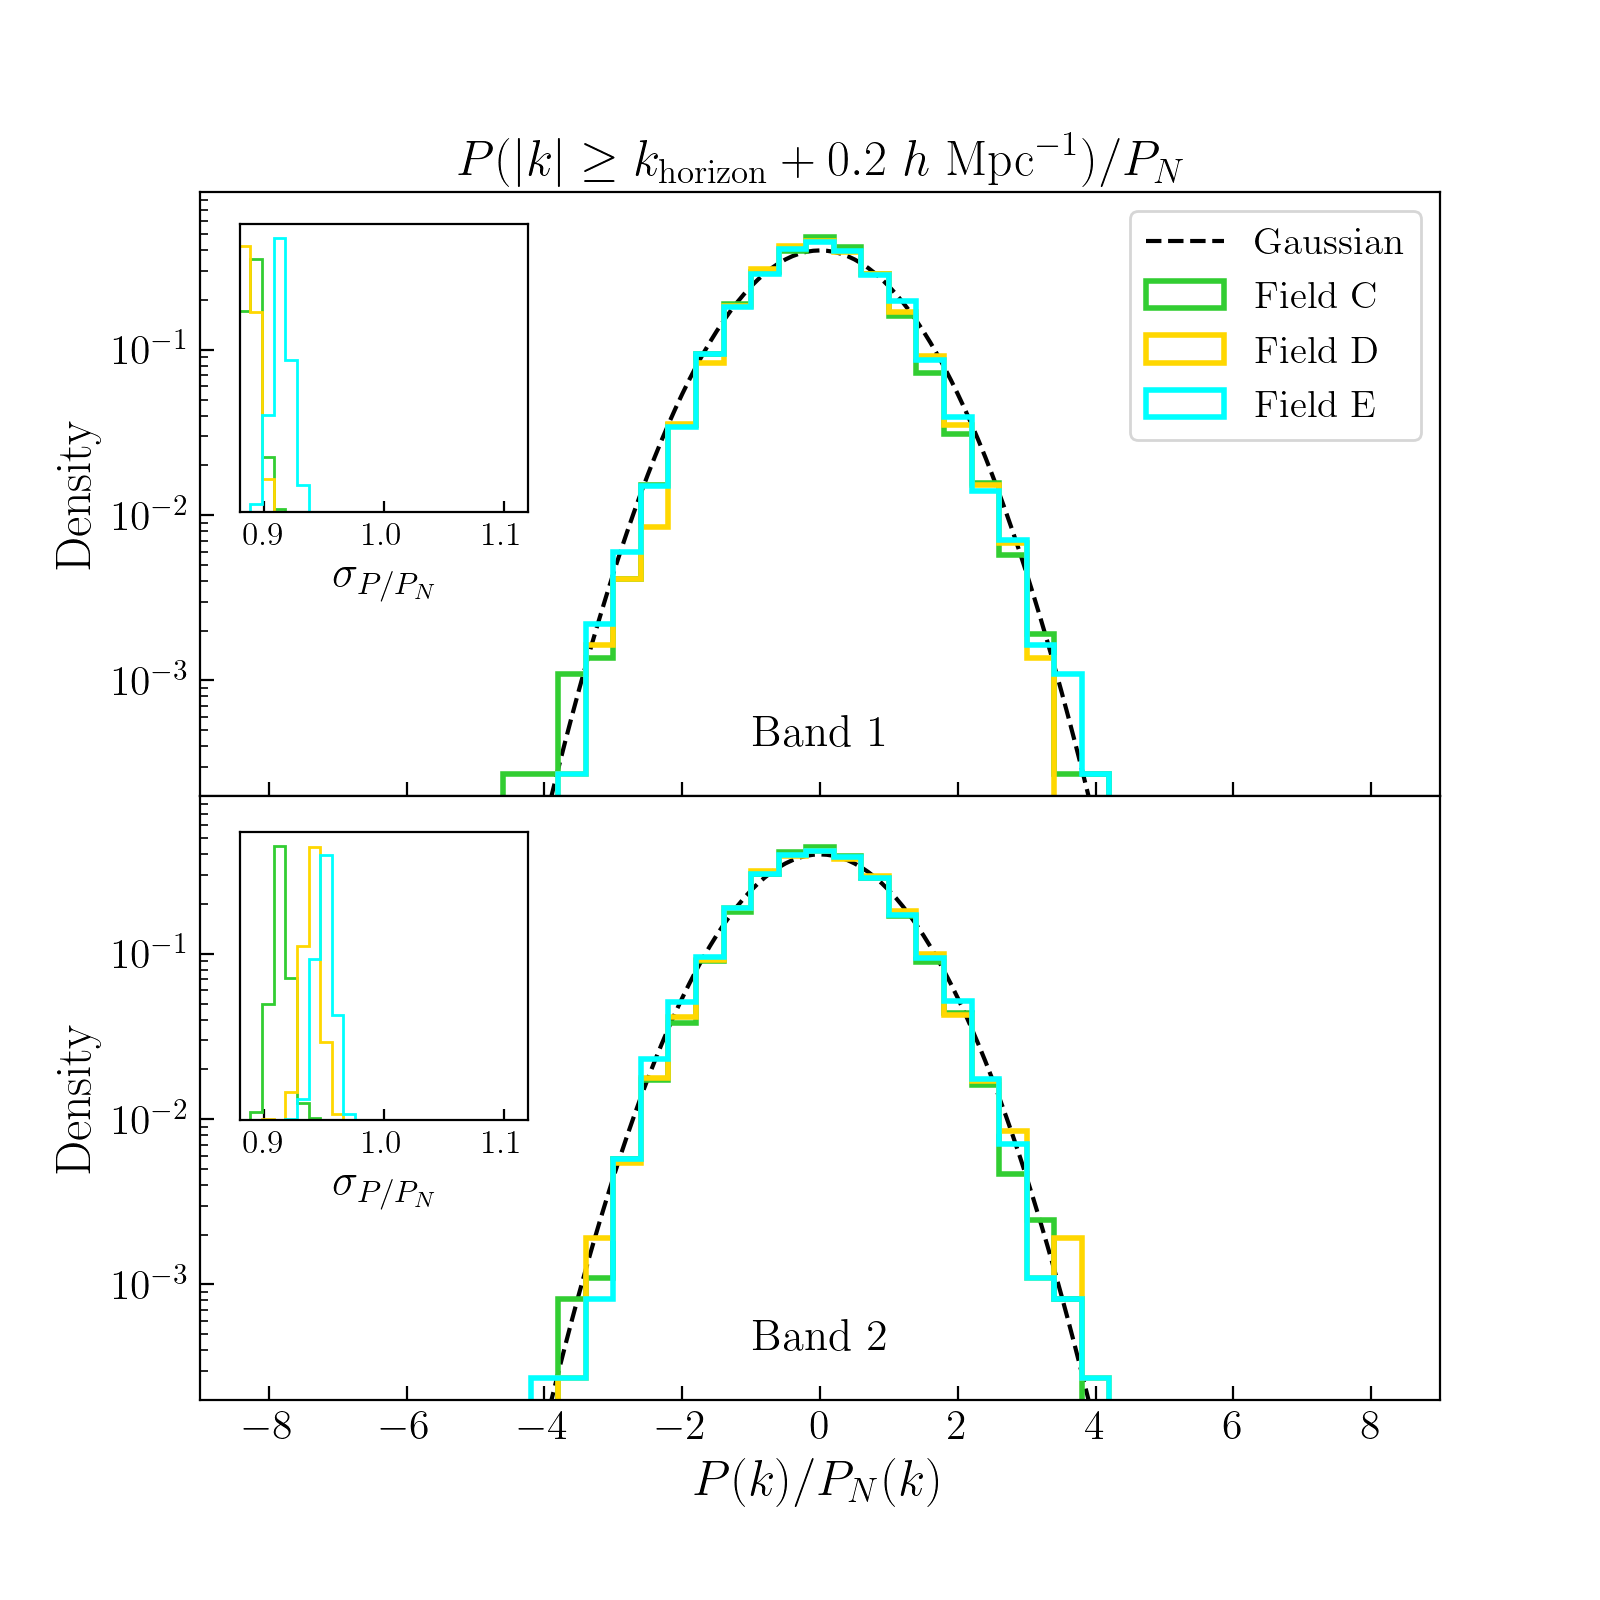 P(|k| ≥ k_horizon + 0.2 h Mpc⁻¹)/P_N
Gaussian
Field C
Field D
Field E
Density
10⁻¹
10⁻²
10⁻³
0.9 1.0 1.1
σ_{P/P_N}
Band 1
Density
10⁻¹
10⁻²
10⁻³
0.9 1.0 1.1
σ_{P/P_N}
Band 2
−8 −6 −4 −2 0 2 4 6 8
P(k)/P_N(k)